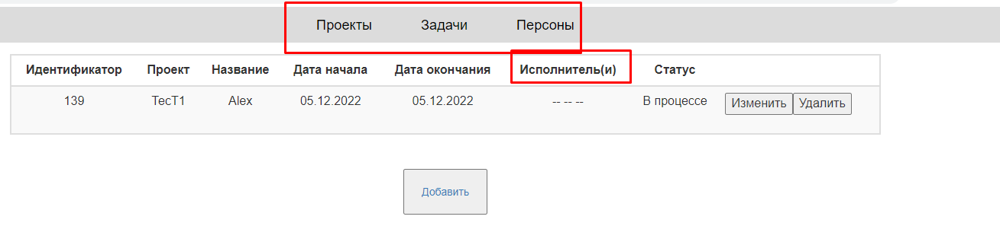 Проекты Задачи Персоны
Идентификатор Проект Название Дата начала Дата окончания Исполнитель(и) Статус
139 ТесТ1 Alex 05.12.2022 05.12.2022 -- -- -- В процессе Изменить Удалить
Добавить